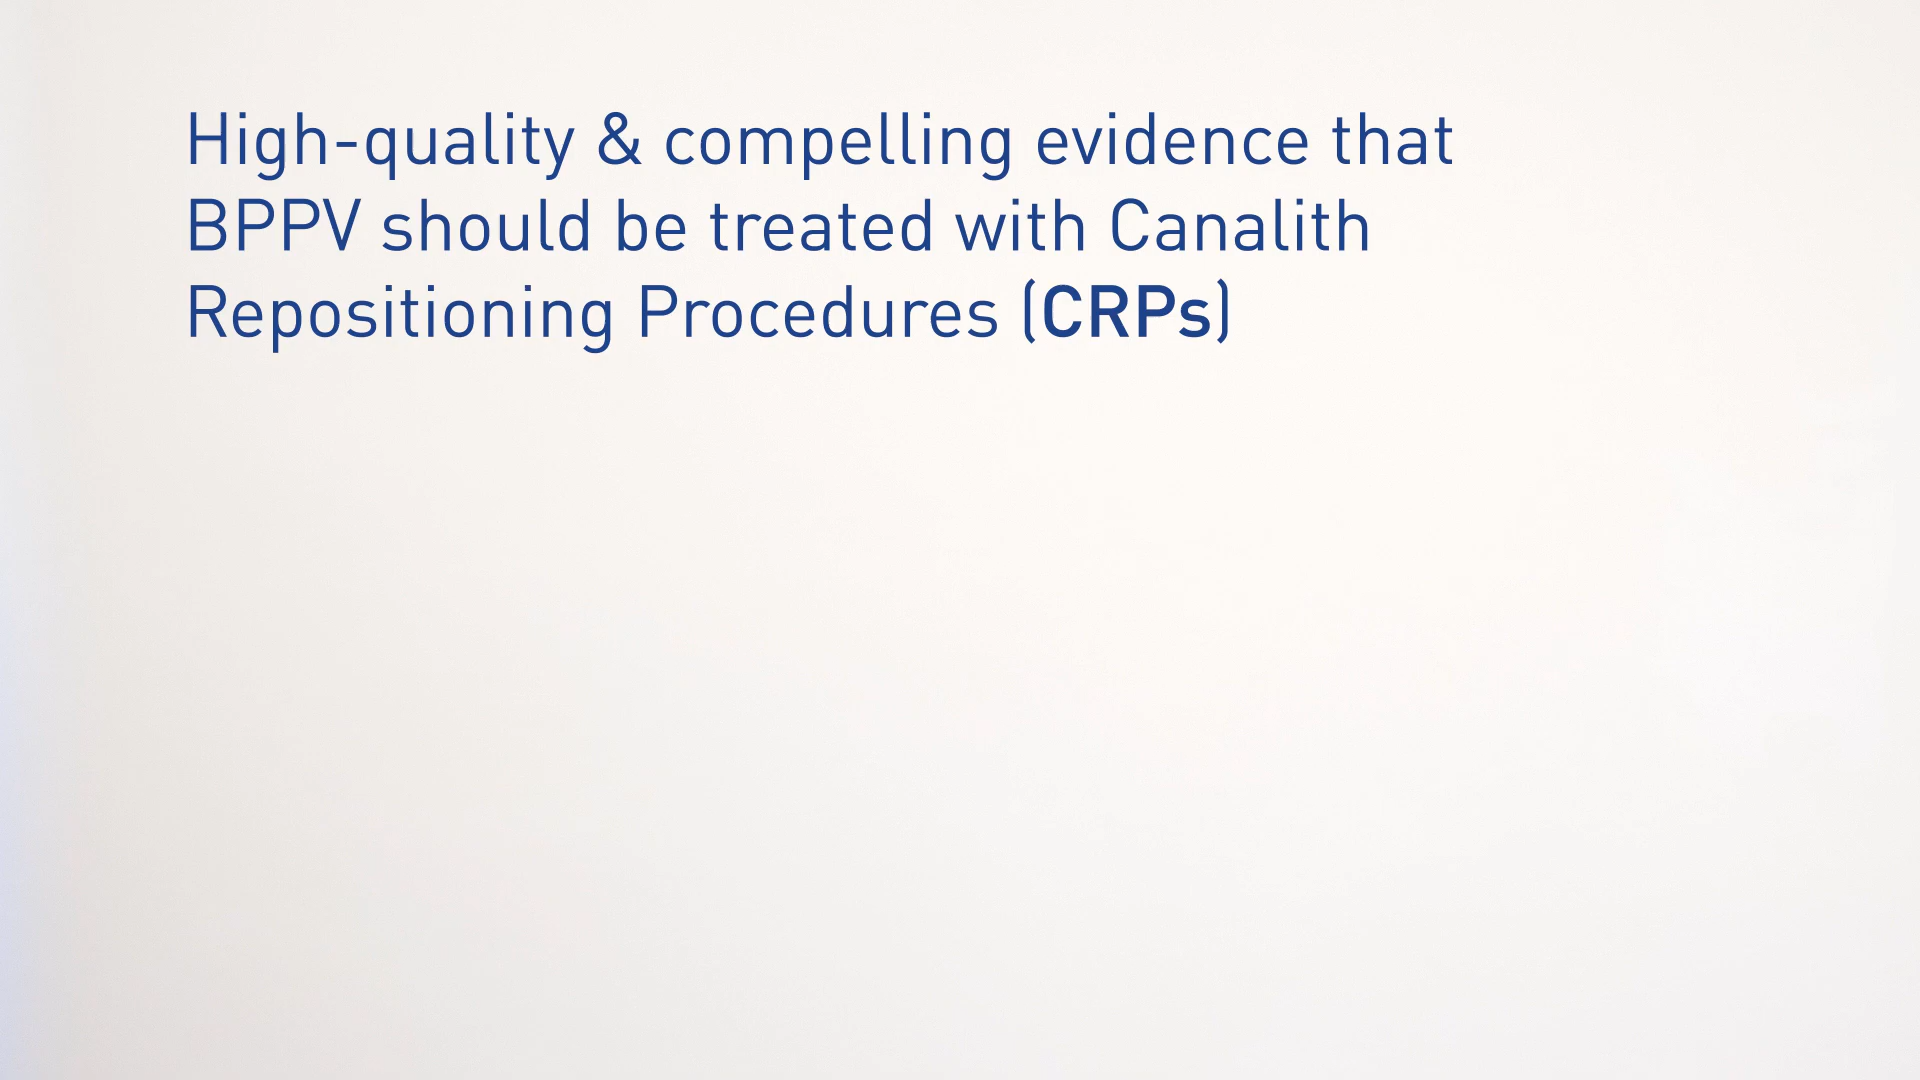 High-quality & compelling evidence that
BPPV should be treated with Canalith
Repositioning Procedures (CRPs)